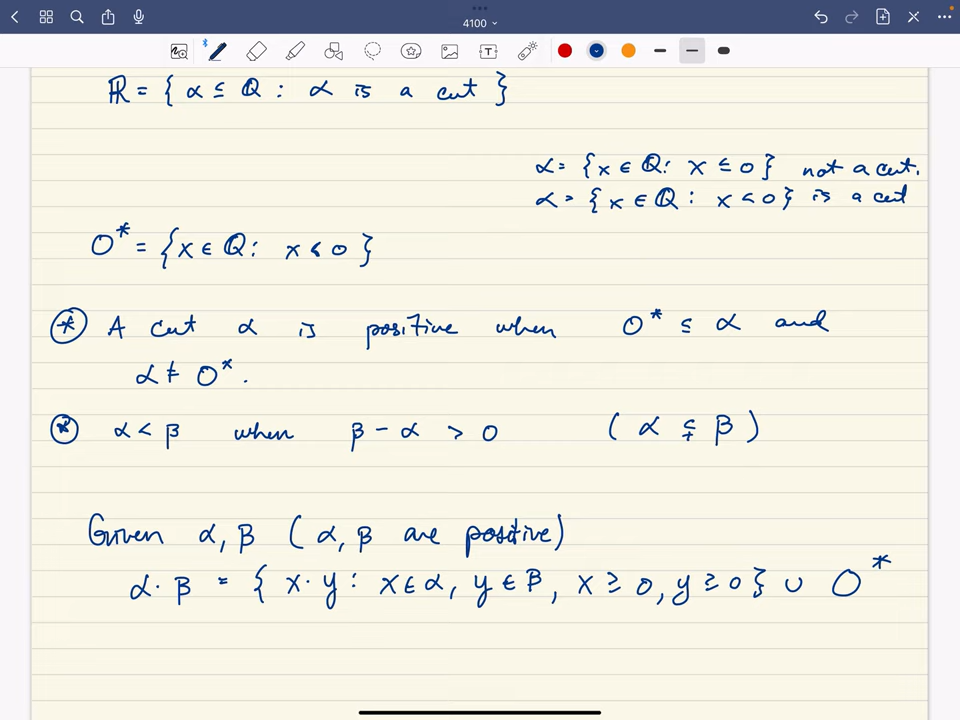 4100
ℝ = { α ⊆ ℚ : α is a cut }
α = { x ∈ ℚ : x ≤ 0 } not a cut.
α = { x ∈ ℚ : x < 0 } is a cut
0* = { x ∈ ℚ : x < 0 }
⊛ A cut α is positive when 0* ⊆ α and
α ≠ 0*.
⊛ α < β when β - α > 0 ( α ⊊ β )
Given α, β ( α, β are positive )
α · β = { x · y : x ∈ α, y ∈ β, x ≥ 0, y ≥ 0 } ∪ 0*